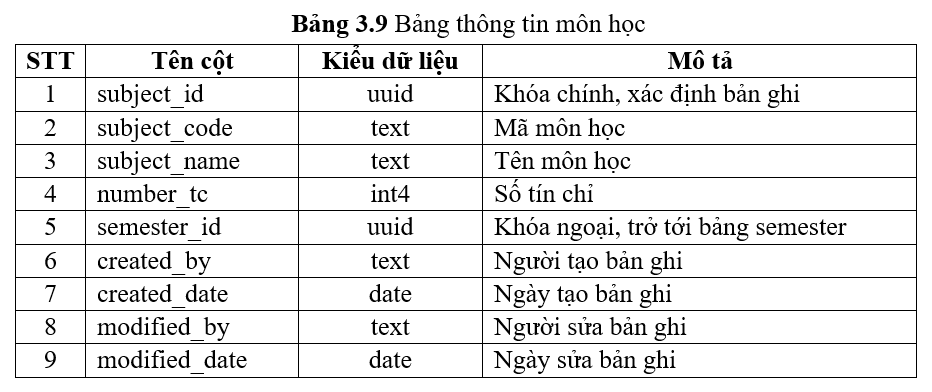 Bảng 3.9 Bảng thông tin môn học
STT Tên cột Kiểu dữ liệu Mô tả
1 subject_id uuid Khóa chính, xác định bản ghi
2 subject_code text Mã môn học
3 subject_name text Tên môn học
4 number_tc int4 Số tín chỉ
5 semester_id uuid Khóa ngoại, trở tới bảng semester
6 created_by text Người tạo bản ghi
7 created_date date Ngày tạo bản ghi
8 modified_by text Người sửa bản ghi
9 modified_date date Ngày sửa bản ghi